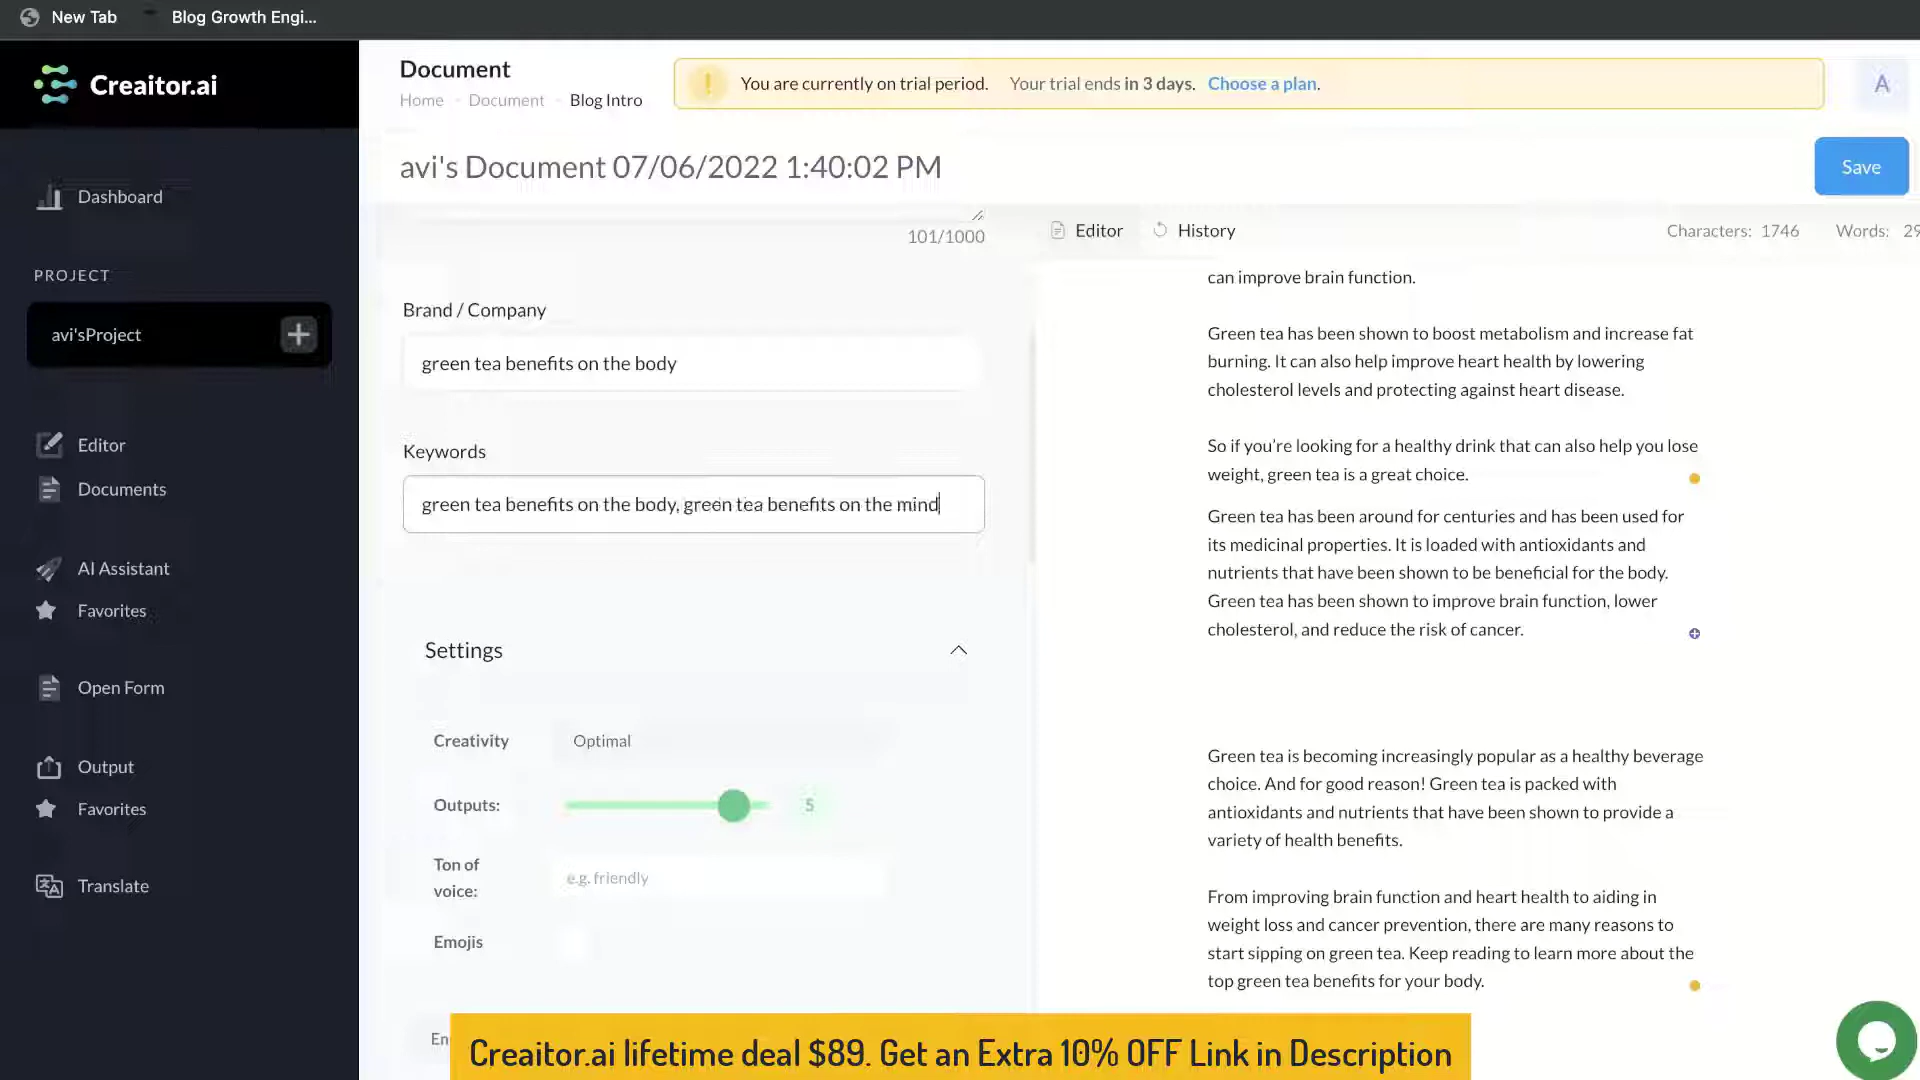 New Tab
Blog Growth Engi...
Creaitor.ai
Document
Home - Document - Blog Intro
You are currently on trial period. Your trial ends in 3 days. Choose a plan.
A
avi's Document 07/06/2022 1:40:02 PM
Save
Dashboard
PROJECT
avi'sProject
Editor
Documents
AI Assistant
Favorites
Open Form
Output
Favorites
Translate
101/1000
Brand / Company
green tea benefits on the body
Keywords
green tea benefits on the body, green tea benefits on the mind
Settings
Creativity
Optimal
Outputs:
5
Ton of
voice:
e.g. friendly
Emojis
Editor
History
Characters: 1746
Words:
can improve brain function.
Green tea has been shown to boost metabolism and increase fat
burning. It can also help improve heart health by lowering
cholesterol levels and protecting against heart disease.
So if you're looking for a healthy drink that can also help you lose
weight, green tea is a great choice.
Green tea has been around for centuries and has been used for
its medicinal properties. It is loaded with antioxidants and
nutrients that have been shown to be beneficial for the body.
Green tea has been shown to improve brain function, lower
cholesterol, and reduce the risk of cancer.
Green tea is becoming increasingly popular as a healthy beverage
choice. And for good reason! Green tea is packed with
antioxidants and nutrients that have been shown to provide a
variety of health benefits.
From improving brain function and heart health to aiding in
weight loss and cancer prevention, there are many reasons to
start sipping on green tea. Keep reading to learn more about the
top green tea benefits for your body.
Creaitor.ai lifetime deal $89. Get an Extra 10% OFF Link in Description